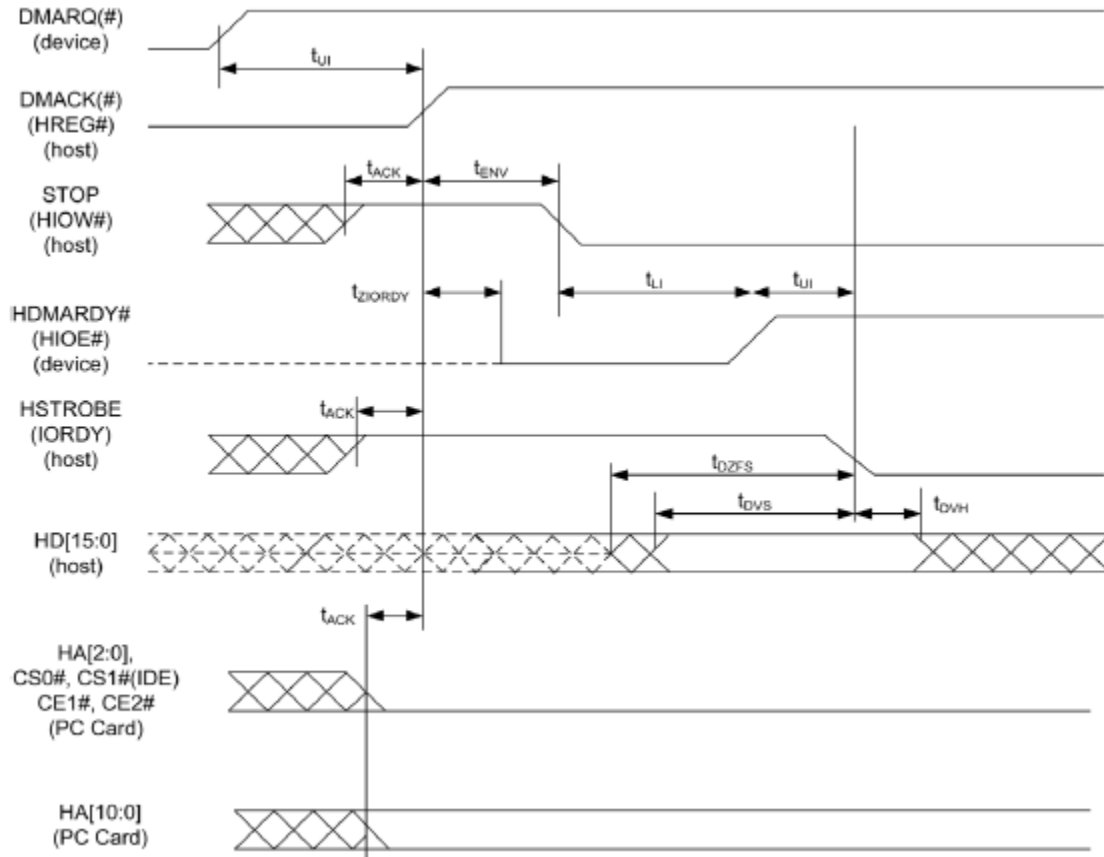 DMARQ(#)
(device)
tUI
DMACK(#)
(HREG#)
(host)
tACK
tENV
STOP
(HIOW#)
(host)
tZIORDY
tLI
tUI
HDMARDY#
(HIOE#)
(device)
HSTROBE
(IORDY)
(host)
tACK
tDZFS
tDVS
tDVH
HD[15:0]
(host)
tACK
HA[2:0],
CS0#, CS1#(IDE)
CE1#, CE2#
(PC Card)
HA[10:0]
(PC Card)